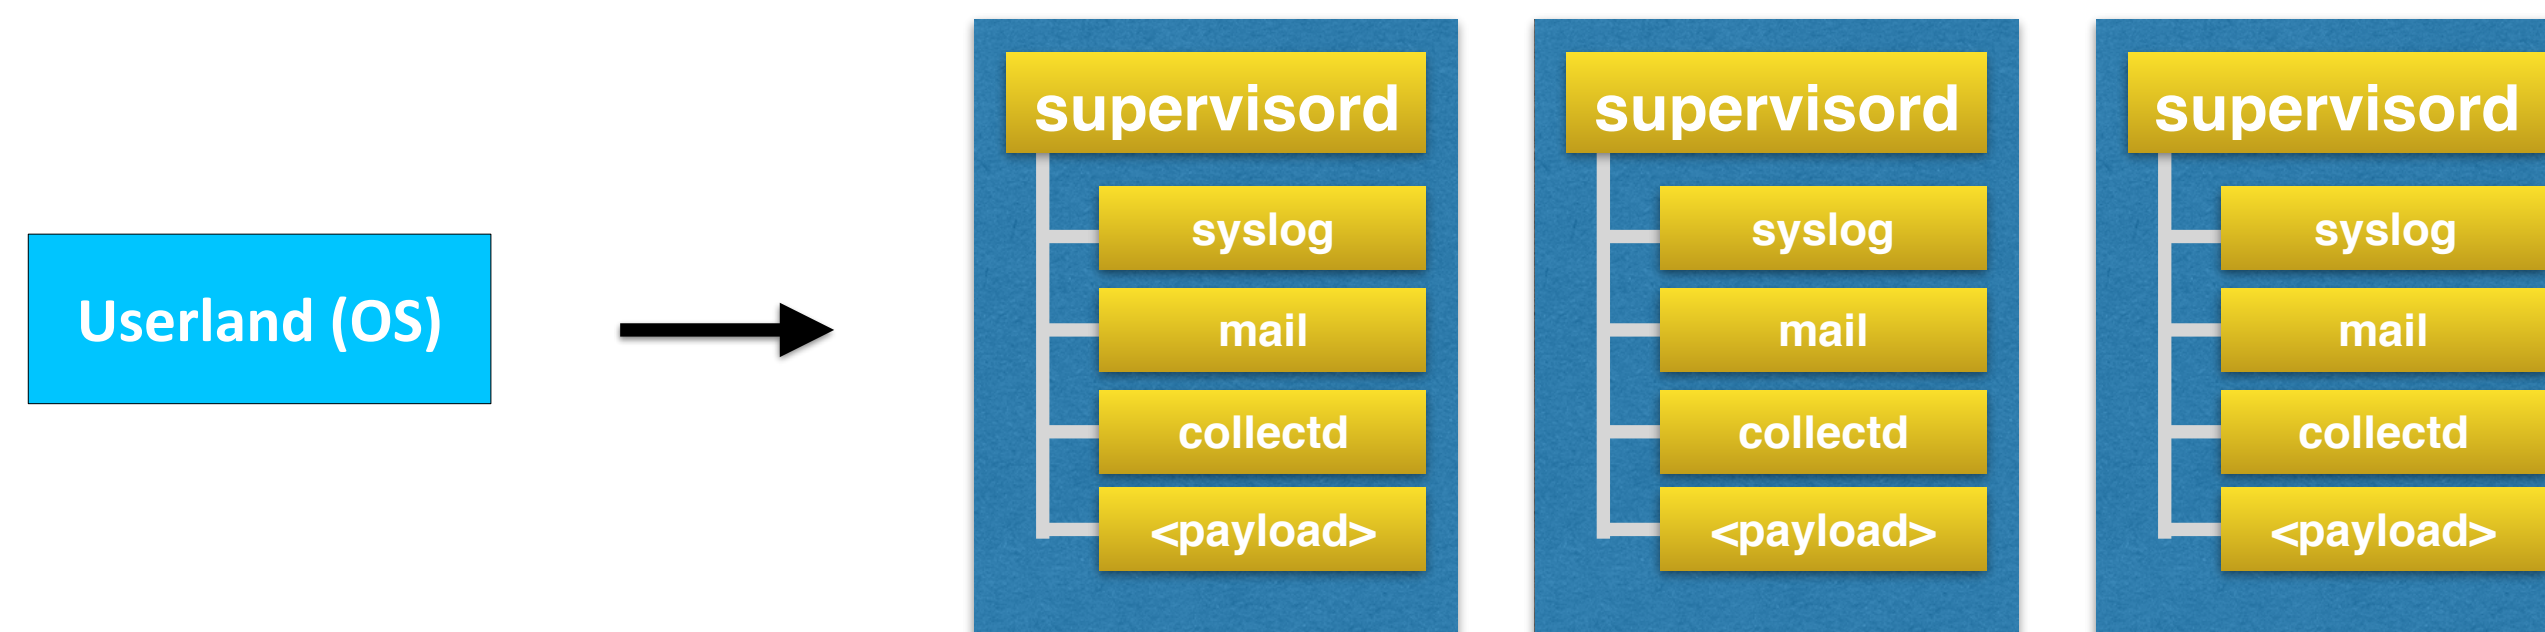 Userland (OS)
supervisord
syslog
mail
collectd
<payload>
supervisord
syslog
mail
collectd
<payload>
supervisord
syslog
mail
collectd
<payload>